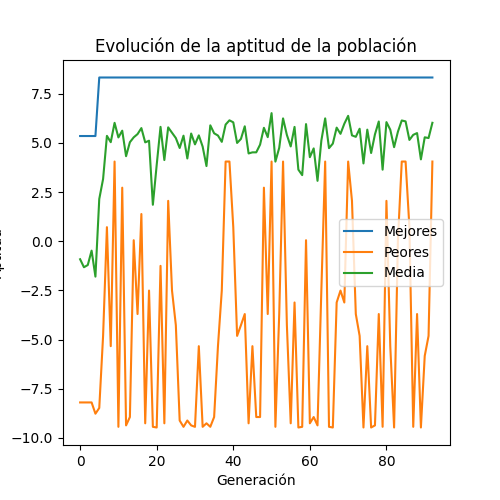 Evolución de la aptitud de la población
7.5
5.0
2.5
0.0
−2.5
−5.0
−7.5
−10.0
0 20 40 60 80
Generación
Mejores
Peores
Media